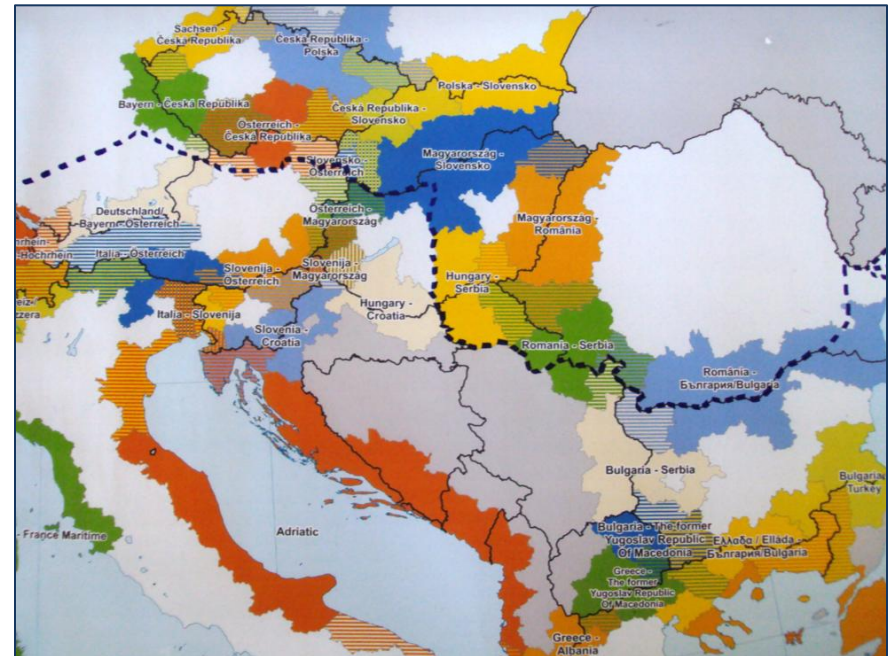 Sachsen -
Česká Republika
Česká Republika -
Polska
Bayern - Česká Republika
Polska - Slovensko
Österreich -
Česká Republika
Česká Republika -
Slovensko
Slovensko -
Österreich
Magyarország -
Slovensko
Deutschland/
Bayern - Österreich
Österreich -
Magyarország
Magyarország -
România
Hochrhein
Italia - Österreich
Slovenija -
Österreich
Slovenija -
Magyarország
Hungary -
Serbia
Hungary -
Croatia
Italia - Slovenija
Slovenia -
Croatia
Romania - Serbia
România -
България/Bulgaria
Bulgaria - Serbia
Bulgaria
Turkey
- France Maritime
Adriatic
Bulgaria - The former
Yugoslav Republic
Of Macedonia
Ελλαδα / Elláda -
България/Bulgaria
Greece -
The former
Yugoslav Republic
Of Macedonia
Greece -
Albania